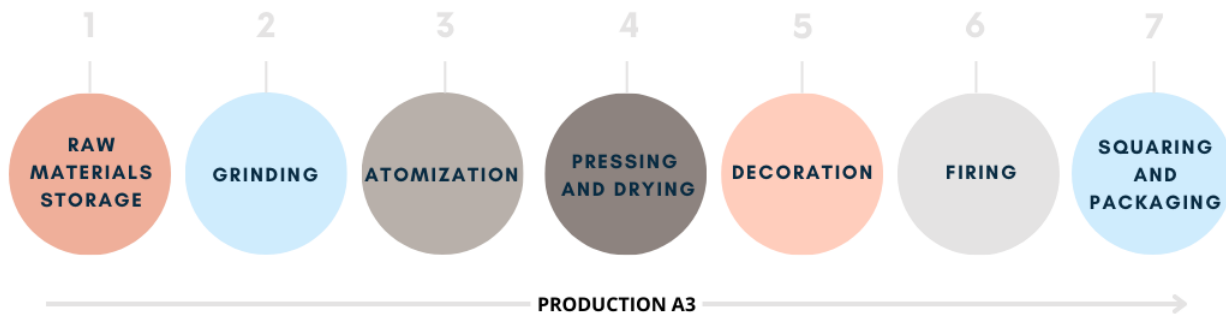 1 2 3 4 5 6 7
RAW
MATERIALS
STORAGE
GRINDING
ATOMIZATION
PRESSING
AND DRYING
DECORATION
FIRING
SQUARING
AND
PACKAGING
PRODUCTION A3